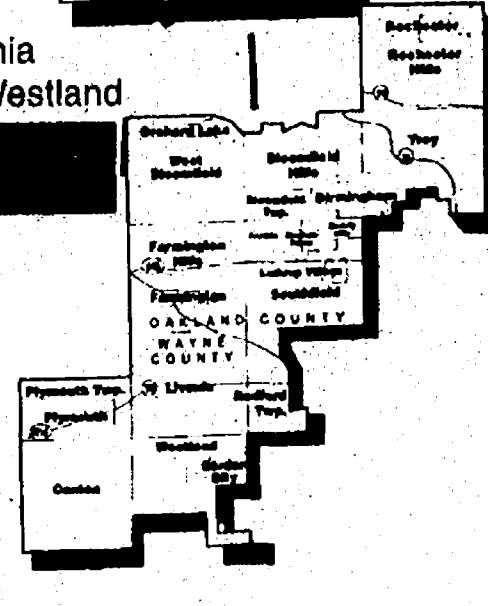 nia
Westland
Rochester
Rochester
Hills
Troy
Orchard Lake
West
Bloomfield
Bloomfield
Hills
Bloomfield
Twp.
Birmingham
Farmington
Hills
Lathrup Village
Farmington
Southfield
OAKLAND COUNTY
WAYNE
COUNTY
Plymouth Twp.
Livonia
Plymouth
Redford
Twp.
Westland
Garden
City
Canton